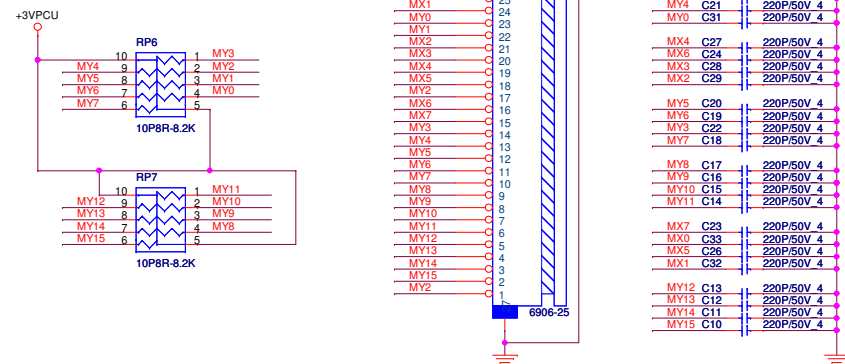 +3VPCU
RP6
10 1 MY3
MY4 9 2 MY2
MY5 8 3 MY1
MY6 7 4 MY0
MY7 6 5
10P8R-8.2K
RP7
10 1 MY11
MY12 9 2 MY10
MY13 8 3 MY9
MY14 7 4 MY8
MY15 6 5
10P8R-8.2K
MX1 24
MY0 23
MY1 22
MX2 21
MX3 20
MX4 19
MX5 18
MY2 17
MX6 16
MX7 15
MY3 14
MY4 13
MY5 12
MY6 11
MY7 10
MY8 9
MY9 8
MY10 7
MY11 6
MY12 5
MY13 4
MY14 3
MY15 2
MY2 1
6906-25
MY4 C21 220P/50V_4
MY0 C31 220P/50V_4
MX4 C27 220P/50V_4
MX6 C24 220P/50V_4
MX3 C28 220P/50V_4
MX2 C29 220P/50V_4
MY5 C20 220P/50V_4
MY6 C19 220P/50V_4
MY3 C22 220P/50V_4
MY7 C18 220P/50V_4
MY8 C17 220P/50V_4
MY9 C16 220P/50V_4
MY10 C15 220P/50V_4
MY11 C14 220P/50V_4
MX7 C23 220P/50V_4
MX0 C33 220P/50V_4
MX5 C26 220P/50V_4
MX1 C32 220P/50V_4
MY12 C13 220P/50V_4
MY13 C12 220P/50V_4
MY14 C11 220P/50V_4
MY15 C10 220P/50V_4